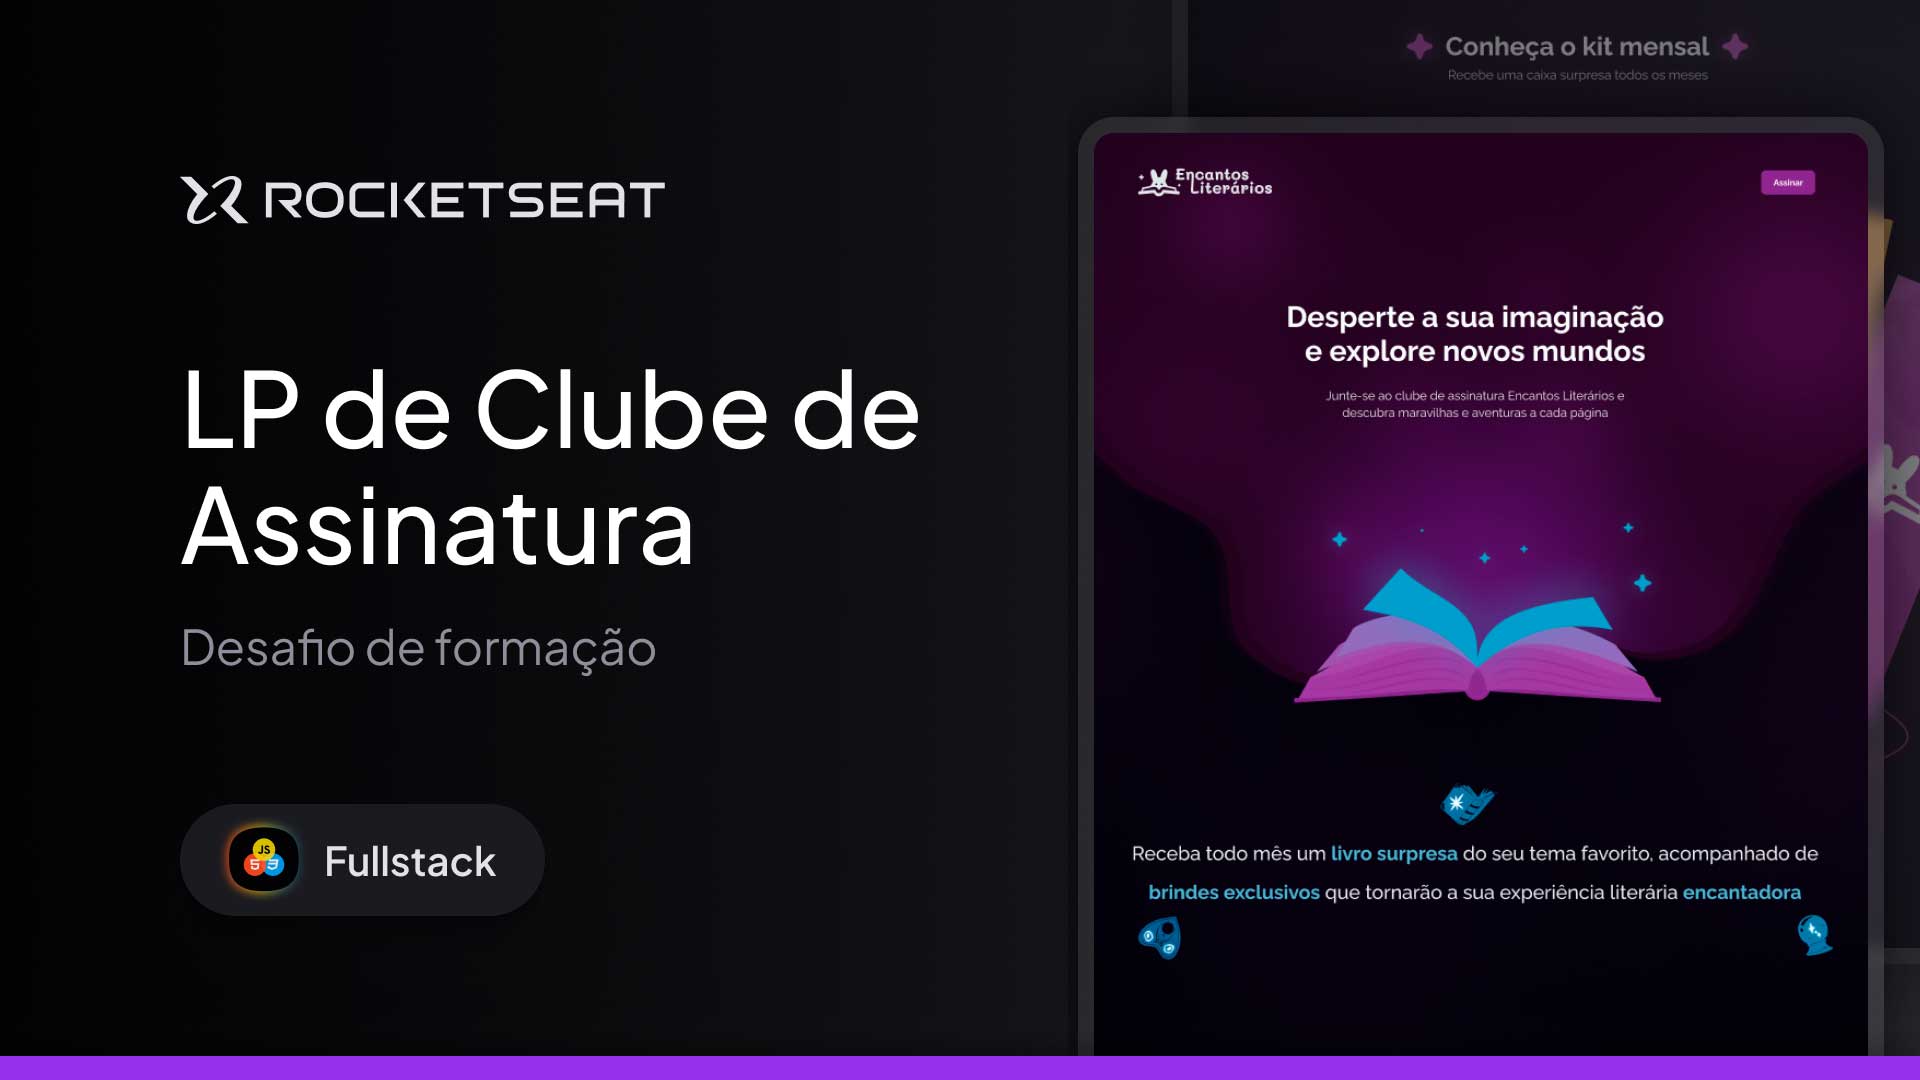 ROCKETSEAT
LP de Clube de
Assinatura
Desafio de formação
JS
5 3
Fullstack
Conheça o kit mensal
Recebe uma caixa surpresa todos os meses
Encantos
Literários
Assinar
Desperte a sua imaginação
e explore novos mundos
Junte-se ao clube de assinatura Encantos Literários e
descubra maravilhas e aventuras a cada página
Receba todo mês um livro surpresa do seu tema favorito, acompanhado de
brindes exclusivos que tornarão a sua experiência literária encantadora